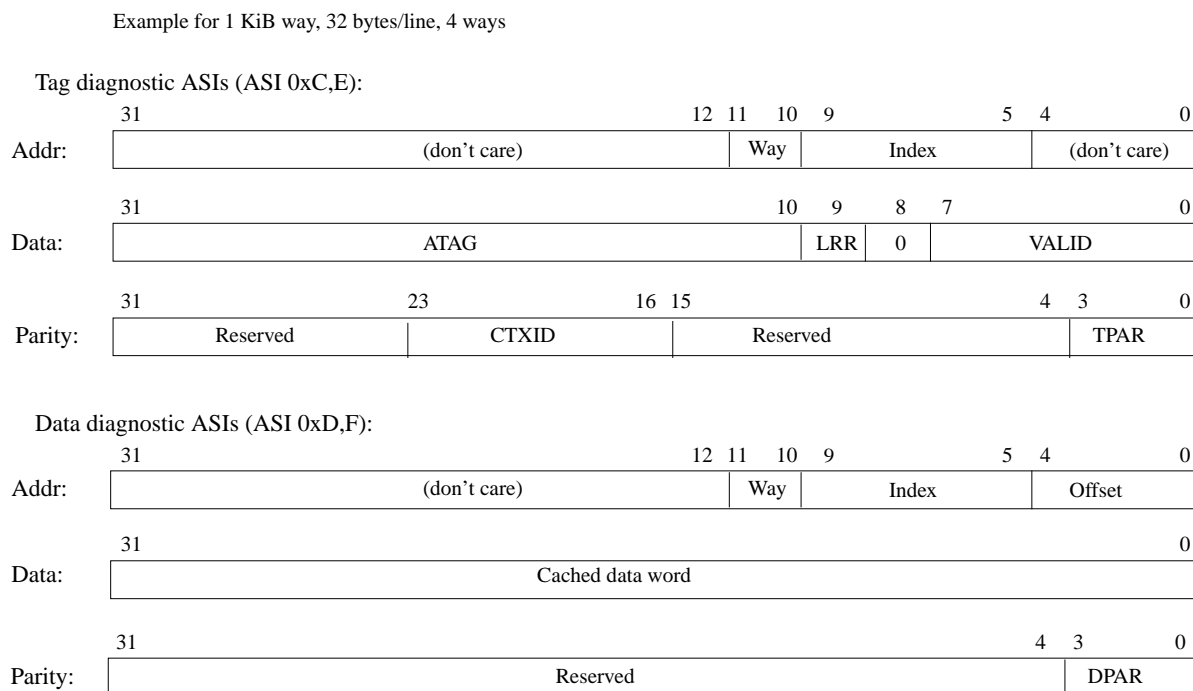 Example for 1 KiB way, 32 bytes/line, 4 ways
Tag diagnostic ASIs (ASI 0xC,E):
31 12 11 10 9 5 4 0
Addr: (don't care) Way Index (don't care)
31 10 9 8 7 0
Data: ATAG LRR 0 VALID
31 23 16 15 4 3 0
Parity: Reserved CTXID Reserved TPAR
Data diagnostic ASIs (ASI 0xD,F):
31 12 11 10 9 5 4 0
Addr: (don't care) Way Index Offset
31 0
Data: Cached data word
31 4 3 0
Parity: Reserved DPAR